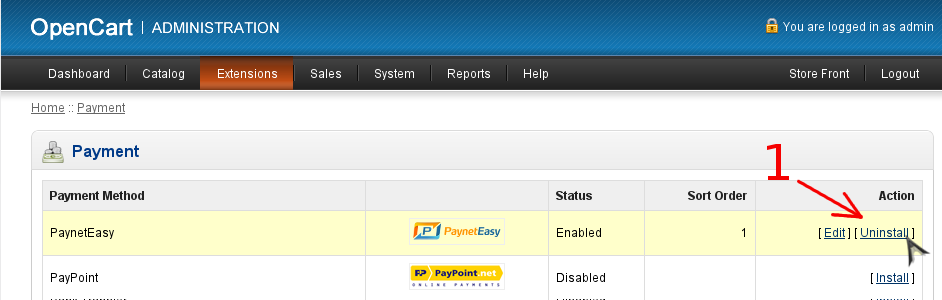 OpenCart | ADMINISTRATION
You are logged in as admin
Dashboard Catalog Extensions Sales System Reports Help Store Front Logout
Home :: Payment
Payment
1
Payment Method Status Sort Order Action
PaynetEasy PaynetEasy Enabled 1 [ Edit ] [ Uninstall ]
PayPoint PP PayPoint.net Disabled [ Install ]
ONLINE PAYMENTS